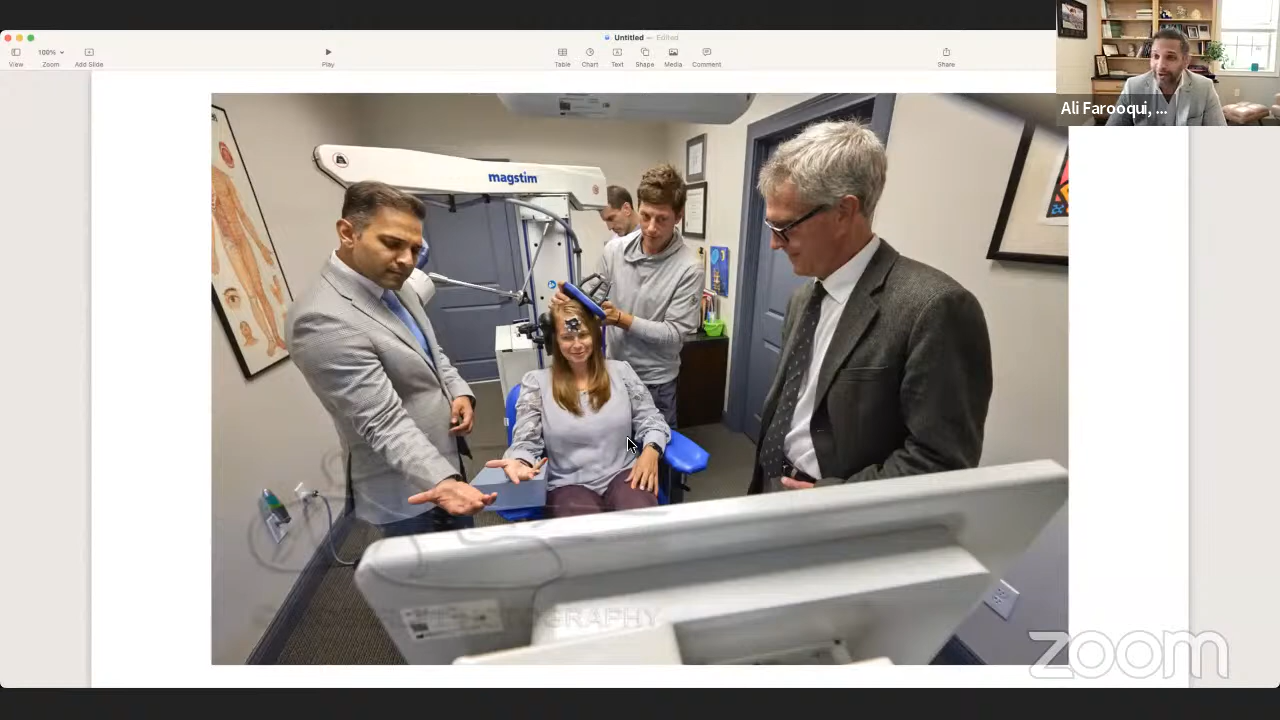 Untitled — Edited
100%
View
Zoom
Add Slide
Play
Table
Chart
Text
Shape
Media
Comment
Share
Ali Farooqui, ...
magstim
zoom